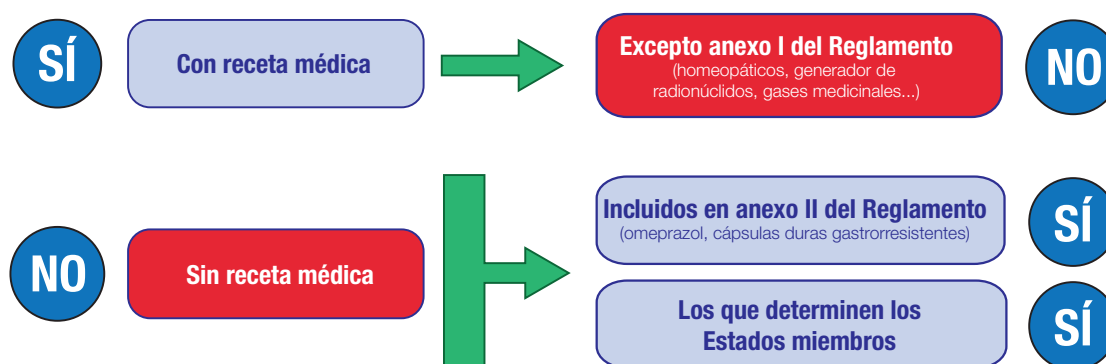 SÍ
Con receta médica
Excepto anexo I del Reglamento
(homeopáticos, generador de
radionúclidos, gases medicinales...)
NO
NO
Sin receta médica
Incluidos en anexo II del Reglamento
(omeprazol, cápsulas duras gastrorresistentes)
SÍ
Los que determinen los
Estados miembros
SÍ